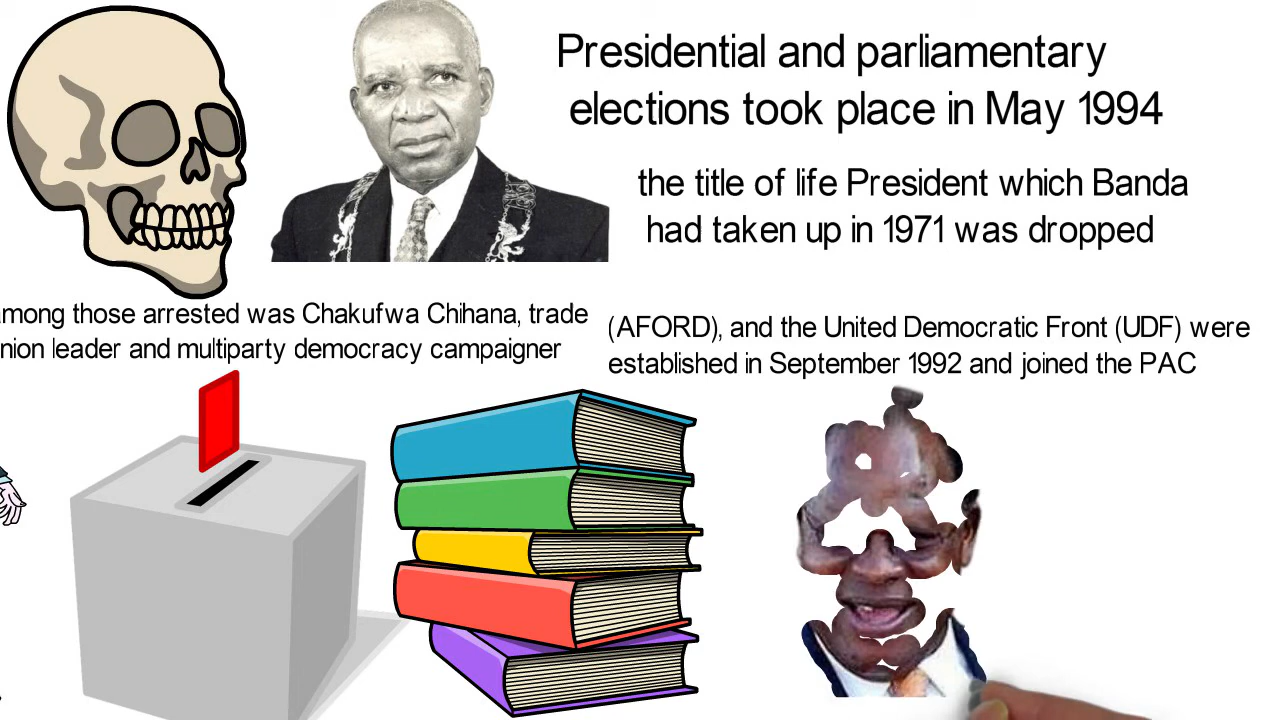 Presidential and parliamentary
elections took place in May 1994
the title of life President which Banda
had taken up in 1971 was dropped
among those arrested was Chakufwa Chihana, trade
nion leader and multiparty democracy campaigner
(AFORD), and the United Democratic Front (UDF) were
established in September 1992 and joined the PAC